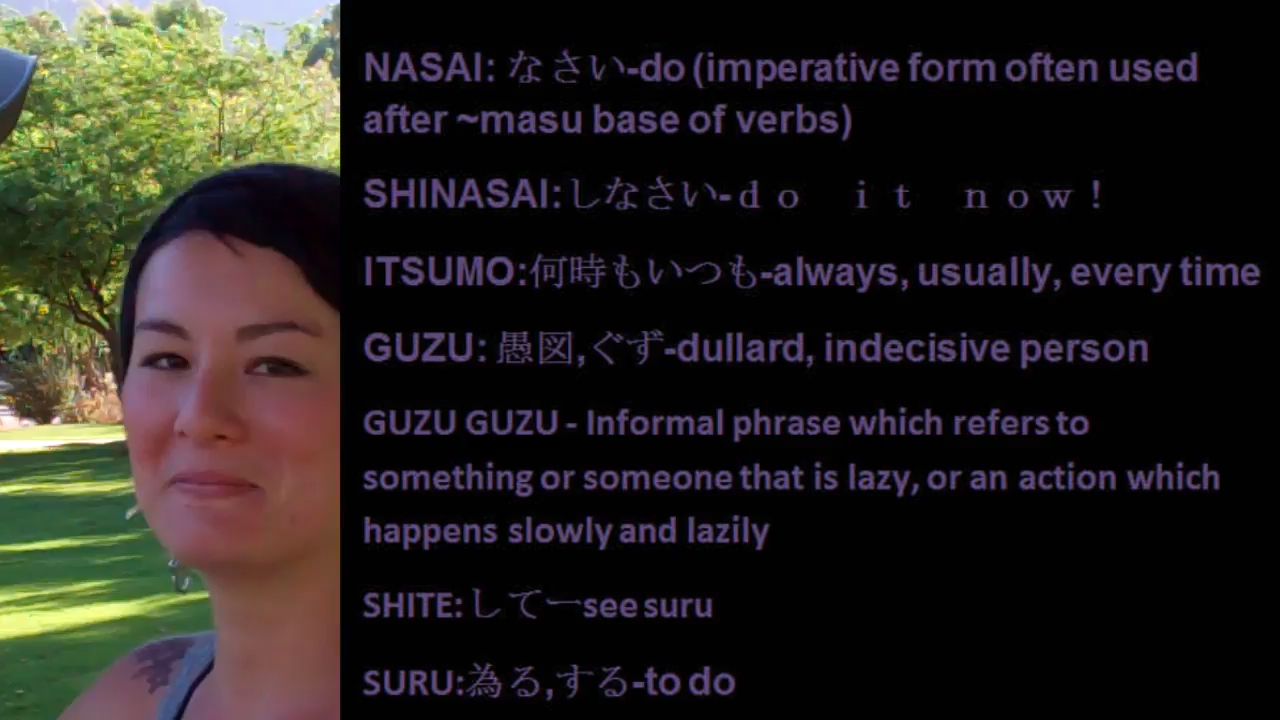 NASAI: なさい-do (imperative form often used
after ~masu base of verbs)
SHINASAI:しなさい-ｄｏ　ｉｔ　ｎｏｗ！
ITSUMO:何時もいつも-always, usually, every time
GUZU: 愚図,ぐず-dullard, indecisive person
GUZU GUZU - Informal phrase which refers to
something or someone that is lazy, or an action which
happens slowly and lazily
SHITE:してーsee suru
SURU:為る,する-to do